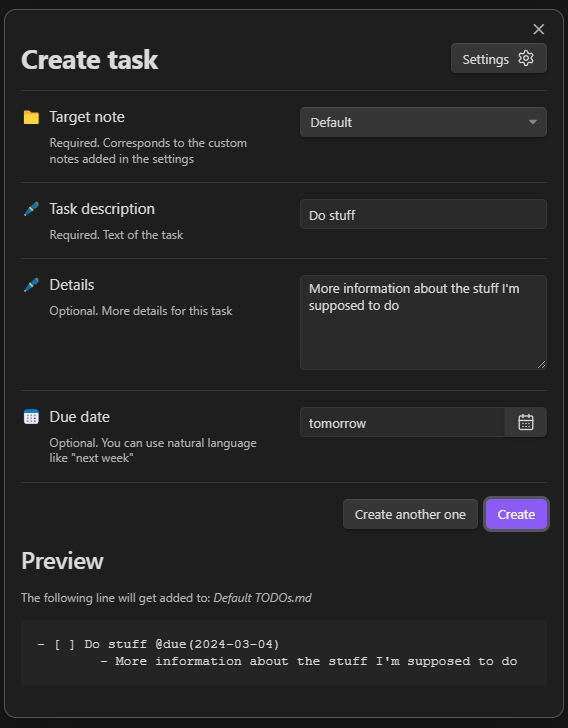 Create task
Settings
Target note
Required. Corresponds to the custom
notes added in the settings
Default
Task description
Required. Text of the task
Do stuff
Details
Optional. More details for this task
More information about the stuff I'm
supposed to do
Due date
Optional. You can use natural language
like "next week"
tomorrow
Create another one
Create
Preview
The following line will get added to: Default TODOs.md
- [ ] Do stuff @due(2024-03-04)
- More information about the stuff I'm supposed to do